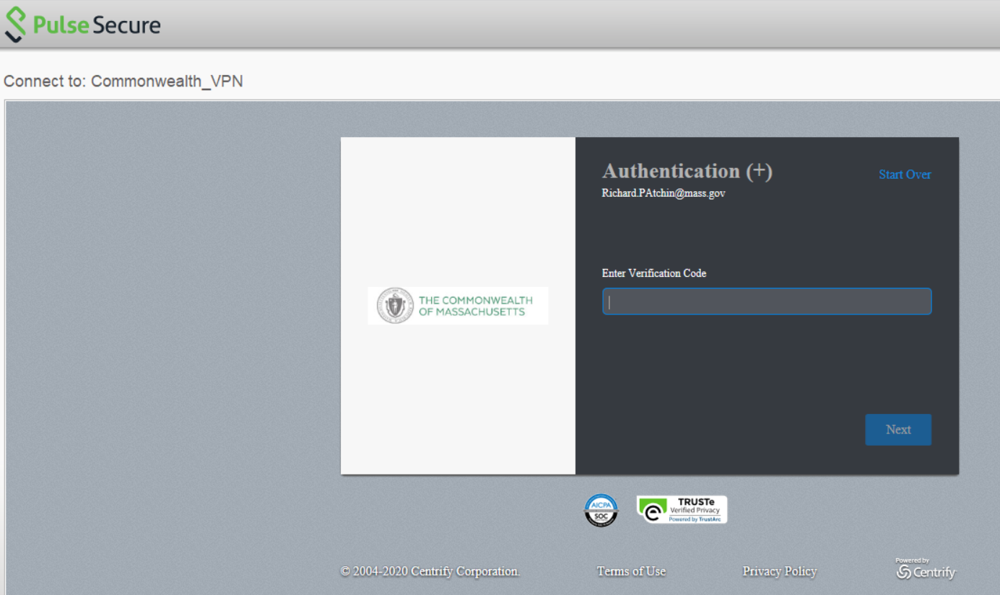 Pulse Secure
Connect to: Commonwealth_VPN
Authentication (+)
Start Over
Richard.PAtchin@mass.gov
Enter Verification Code
THE COMMONWEALTH
OF MASSACHUSETTS
Next
AICPA
SOC
TRUSTe
Verified Privacy
Powered by TrustArc
© 2004-2020 Centrify Corporation.
Terms of Use
Privacy Policy
Powered by
Centrify